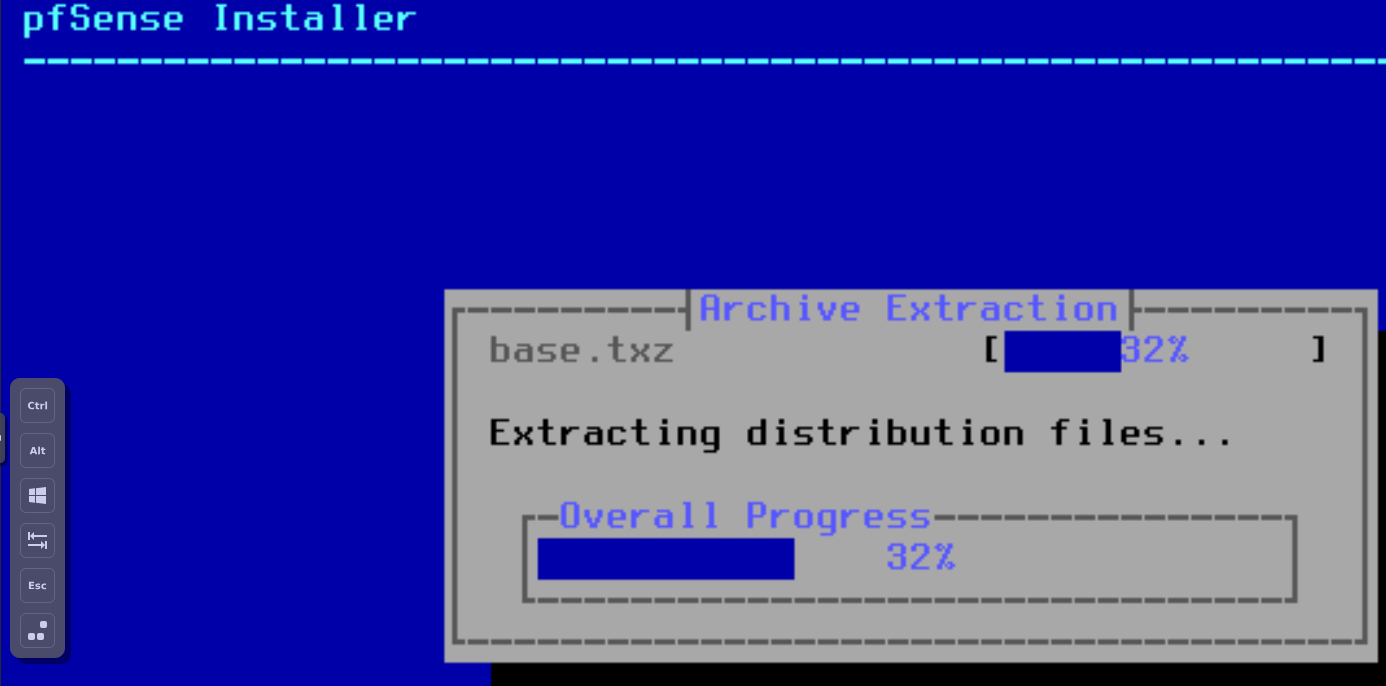 pfSense Installer
Archive Extraction
base.txz [ 32% ]
Extracting distribution files...
Overall Progress
32%
Ctrl
Alt
Esc